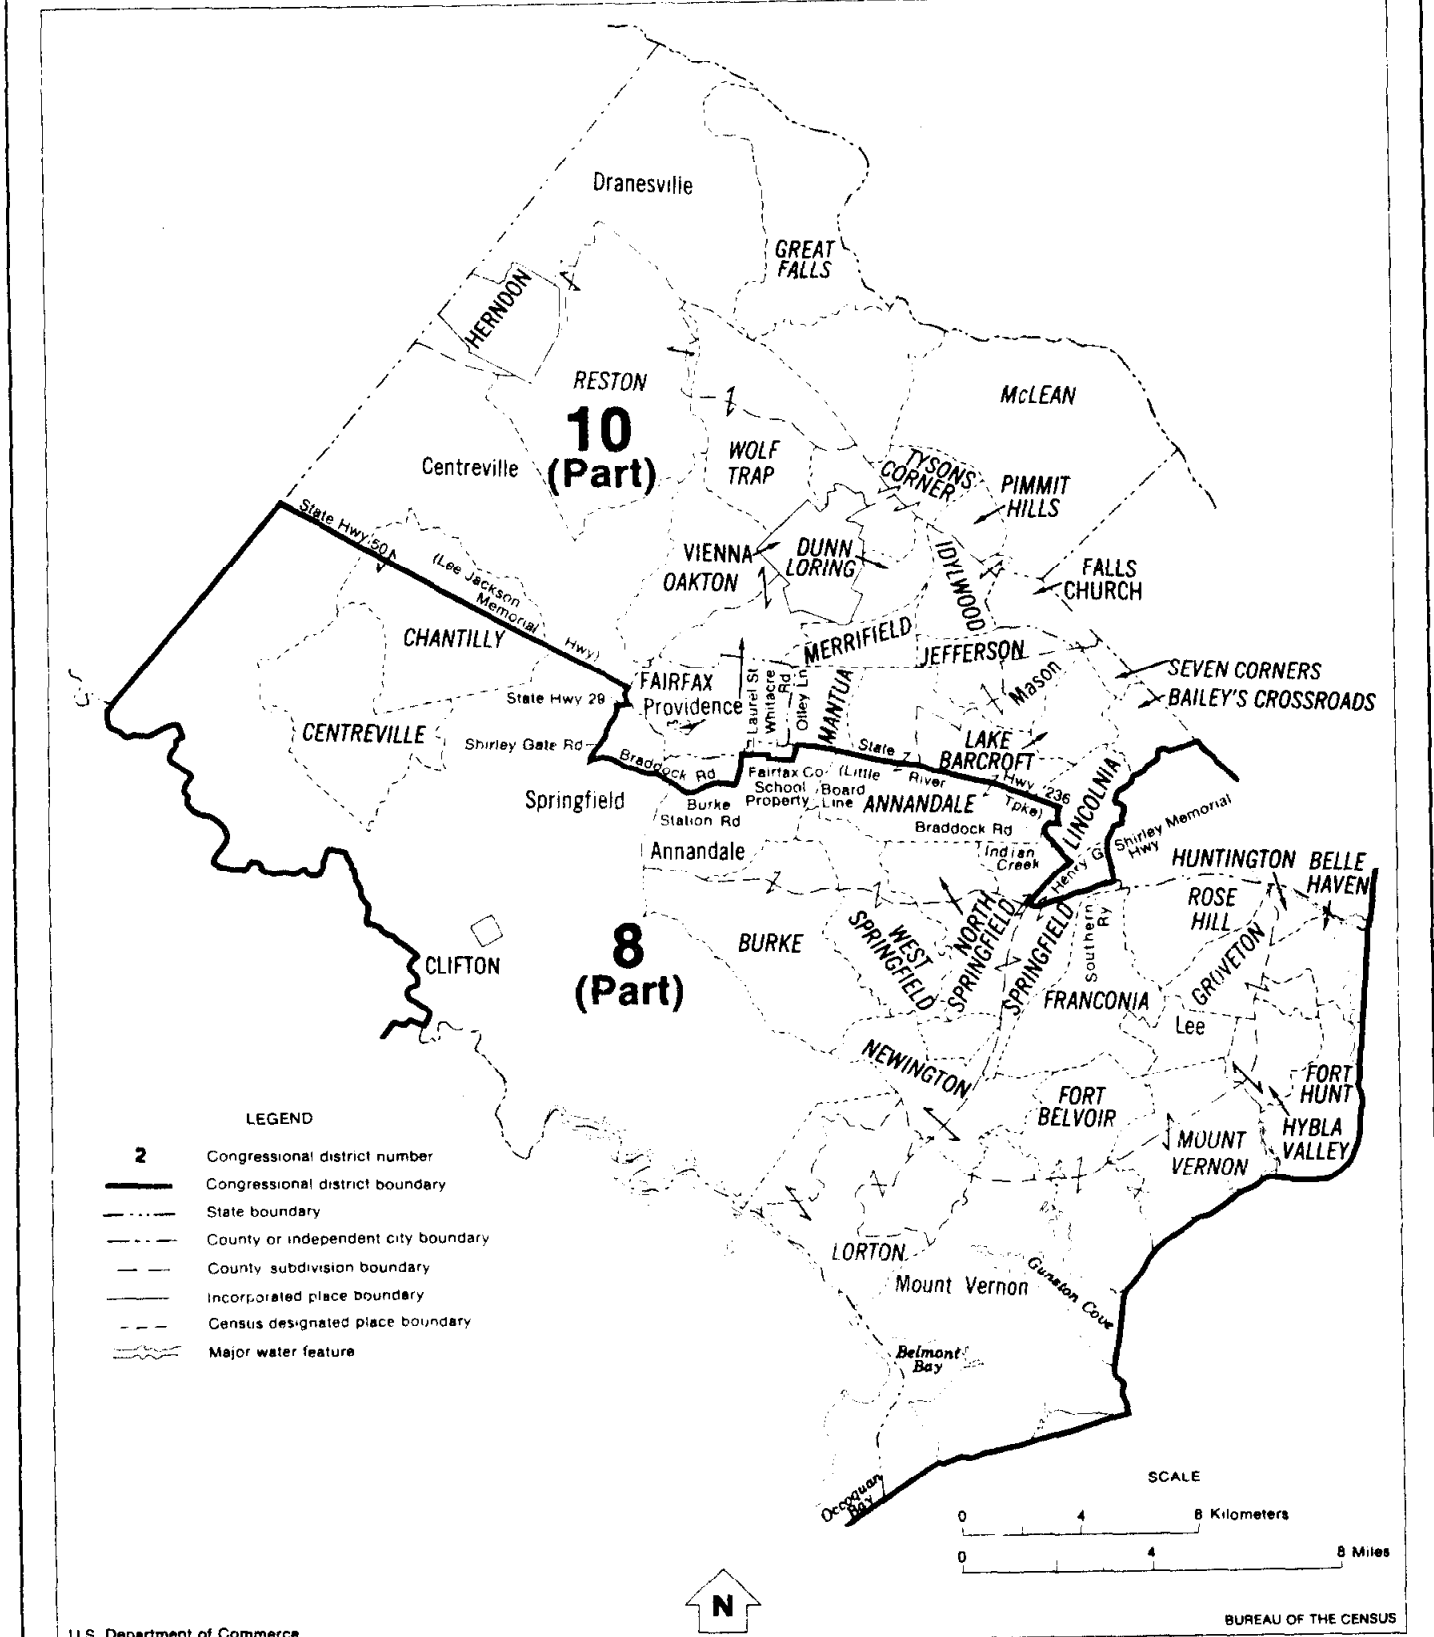 Dranesville
GREAT
FALLS
HERNDON
RESTON
10
(Part)
McLEAN
Centreville
WOLF
TRAP
TYSONS
CORNER
PIMMIT
HILLS
State Hwy 50
(Lee Jackson
Memorial
Hwy)
VIENNA
OAKTON
DUNN
LORING
IDYLWOOD
FALLS
CHURCH
CHANTILLY
MERRIFIELD
JEFFERSON
Mason
SEVEN CORNERS
BAILEY'S CROSSROADS
FAIRFAX
Providence
State Hwy 29
Laurel St
Whitacre
Rd
Olley Ln
MANTUA
CENTREVILLE
Shirley Gate Rd
Braddock Rd
State
Hwy 236
(Little
River
Tpke)
LAKE
BARCROFT
LINCOLNIA
Fairfax Co
School Board
Property Line
Springfield
Burke
Station Rd
ANNANDALE
Braddock Rd
Annandale
Indian
Creek
Henry G Shirley Memorial
Hwy
HUNTINGTON
BELLE
HAVEN
ROSE
HILL
8
(Part)
CLIFTON
BURKE
WEST
SPRINGFIELD
NORTH
SPRINGFIELD
SPRINGFIELD
Southern
Ry
FRANCONIA
GROVETON
Lee
NEWINGTON
FORT
BELVOIR
FORT
HUNT
HYBLA
VALLEY
MOUNT
VERNON
LORTON
Mount Vernon
Gunston Cove
Belmont
Bay
Occoquan
Bay
LEGEND
2 Congressional district number
Congressional district boundary
State boundary
County or independent city boundary
County subdivision boundary
Incorporated place boundary
Census designated place boundary
Major water feature
SCALE
0 4 8 Kilometers
0 4 8 Miles
N
U.S. Department of Commerce
BUREAU OF THE CENSUS